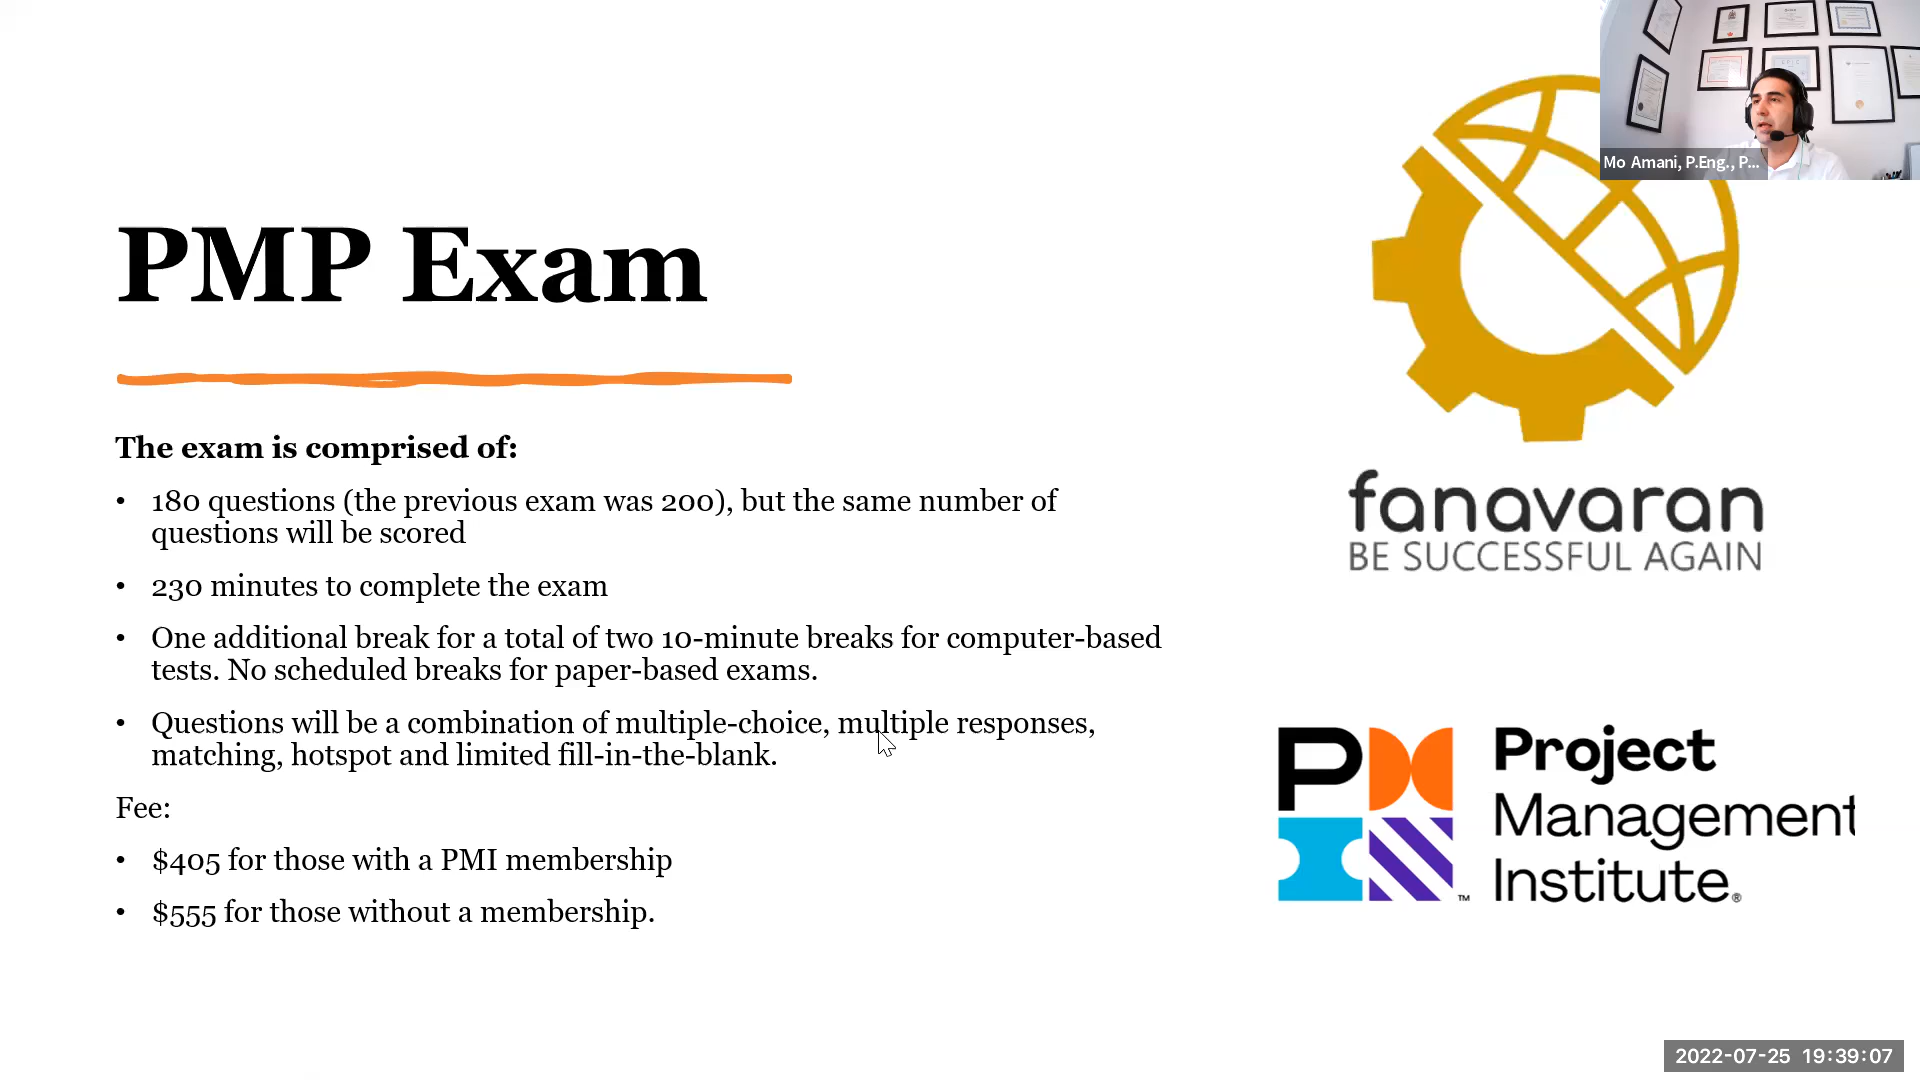 Mo Amani, P.Eng., P...
PMP Exam
The exam is comprised of:
• 180 questions (the previous exam was 200), but the same number of
questions will be scored
• 230 minutes to complete the exam
• One additional break for a total of two 10-minute breaks for computer-based
tests. No scheduled breaks for paper-based exams.
• Questions will be a combination of multiple-choice, multiple responses,
matching, hotspot and limited fill-in-the-blank.
Fee:
• $405 for those with a PMI membership
• $555 for those without a membership.
fanavaran
BE SUCCESSFUL AGAIN
PM
I
™
Project
Management
Institute®
2022-07-25 19:39:07